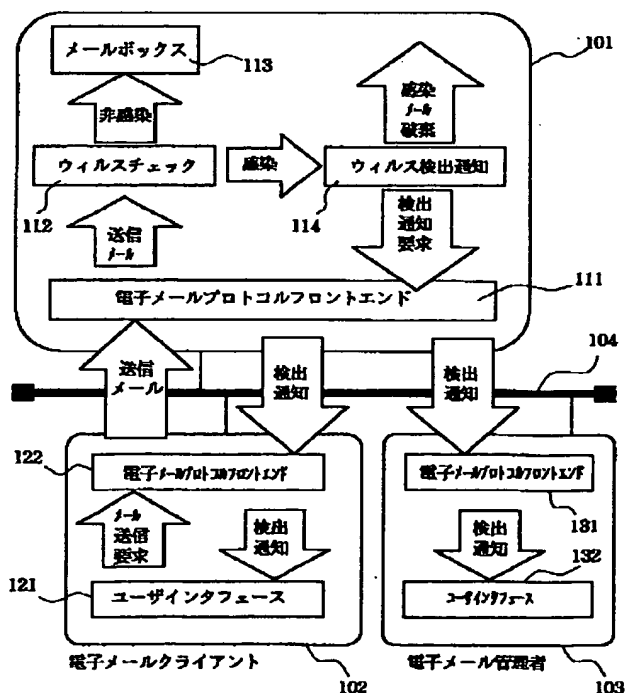 メールボックス
113
101
非感染
感染
メール
破棄
ウィルスチェック
感染
ウィルス検出通知
112
114
送信
メール
検出
通知
要求
111
電子メールプロトコルフロントエンド
送信
メール
検出
通知
検出
通知
104
122
電子メールプロトコルフロントエンド
電子メールプロトコルフロントエンド
131
メール
送信
要求
検出
通知
検出
通知
132
121
ユーザインタフェース
ユーザインタフェース
電子メールクライアント
102
電子メール管理者
103